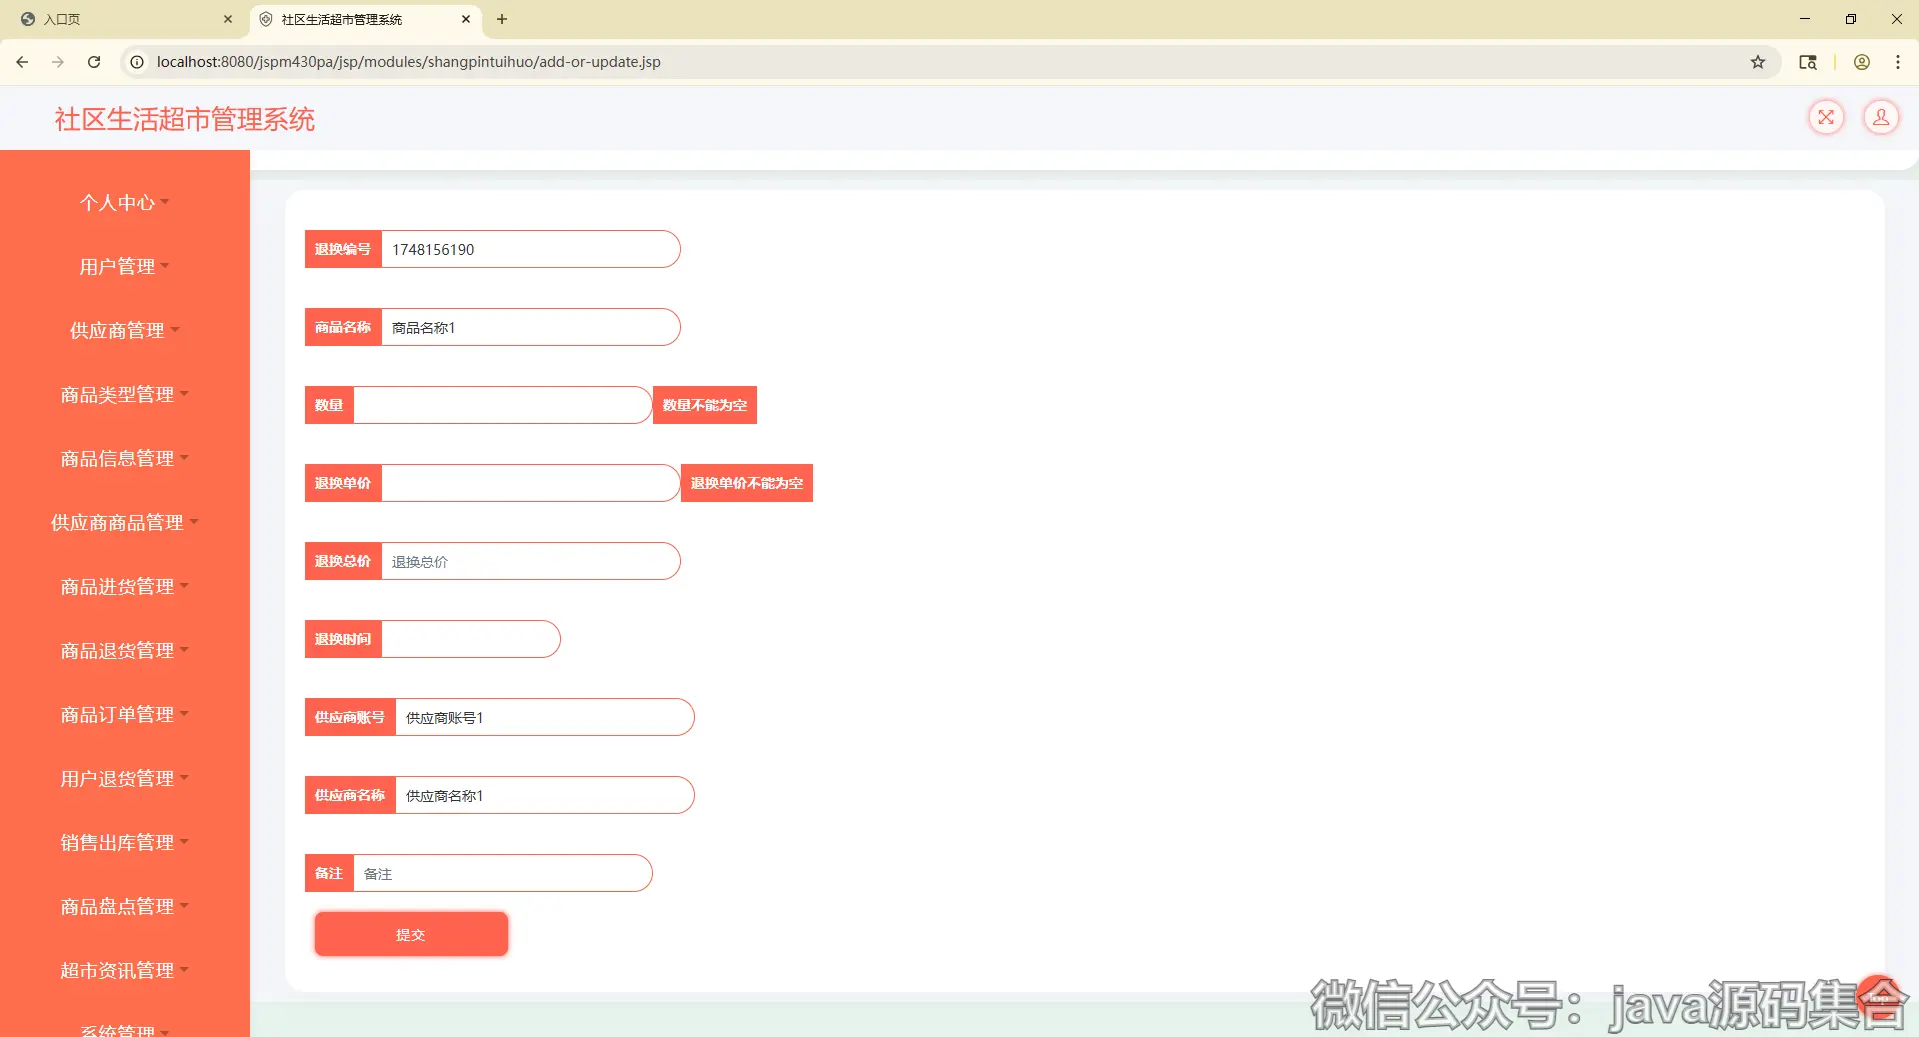 入口页
社区生活超市管理系统
localhost:8080/jspm430pa/jsp/modules/shangpintuihuo/add-or-update.jsp
社区生活超市管理系统
个人中心
用户管理
供应商管理
商品类型管理
商品信息管理
供应商商品管理
商品进货管理
商品退货管理
商品订单管理
用户退货管理
销售出库管理
商品盘点管理
超市资讯管理
系统管理
退换编号 1748156190
商品名称 商品名称1
数量 数量不能为空
退换单价 退换单价不能为空
退换总价 退换总价
退换时间
供应商账号 供应商账号1
供应商名称 供应商名称1
备注 备注
提交
微信公众号：java源码集合